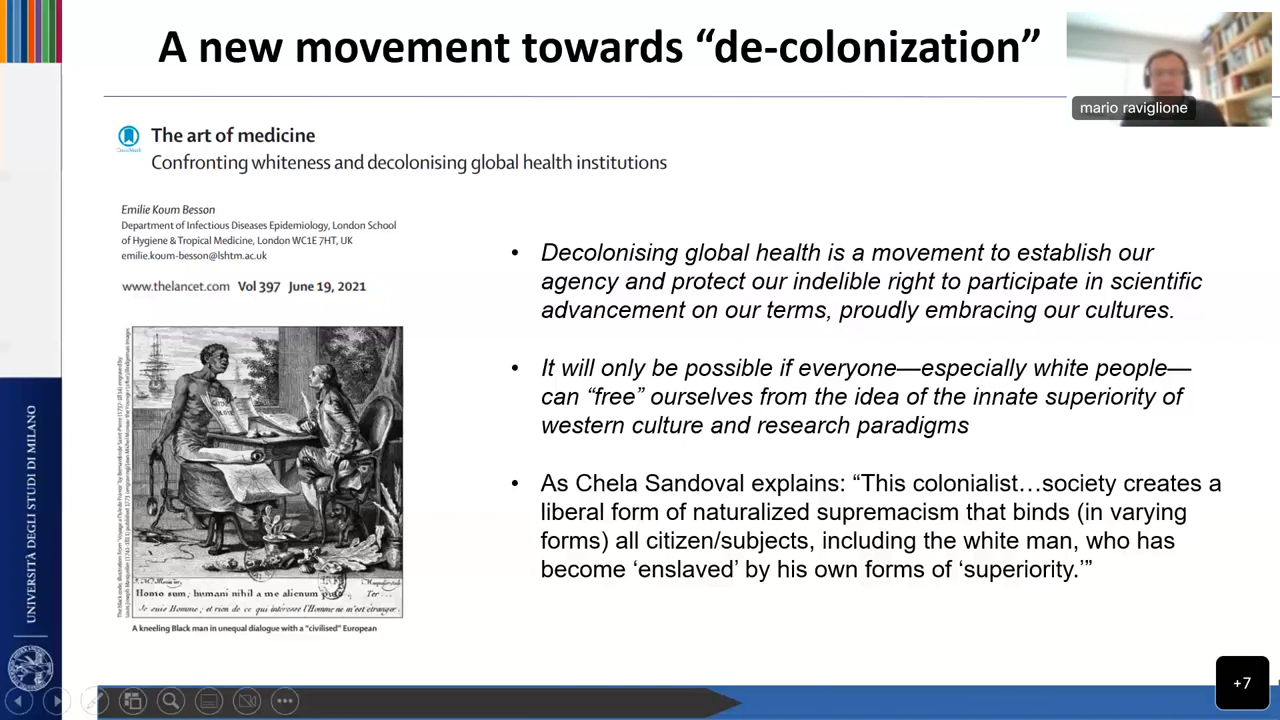 A new movement towards “de-colonization”
mario raviglione
The art of medicine
Confronting whiteness and decolonising global health institutions
Emilie Koum Besson
Department of Infectious Diseases Epidemiology, London School
of Hygiene & Tropical Medicine, London WC1E 7HT, UK
emilie.koum-besson@lshtm.ac.uk
www.thelancet.com Vol 397 June 19, 2021
Homo sum; humani nihil a me alienum
Ter
Je suis Homme; et rien de ce qui intéresse l'Homme ne m'est étranger
A kneeling Black man in unequal dialogue with a “civilised” European
• Decolonising global health is a movement to establish our
agency and protect our indelible right to participate in scientific
advancement on our terms, proudly embracing our cultures.
• It will only be possible if everyone—especially white people—
can “free” ourselves from the idea of the innate superiority of
western culture and research paradigms
• As Chela Sandoval explains: “This colonialist…society creates a
liberal form of naturalized supremacism that binds (in varying
forms) all citizen/subjects, including the white man, who has
become ‘enslaved’ by his own forms of ‘superiority.’”
UNIVERSITÀ DEGLI STUDI DI MILANO
+7